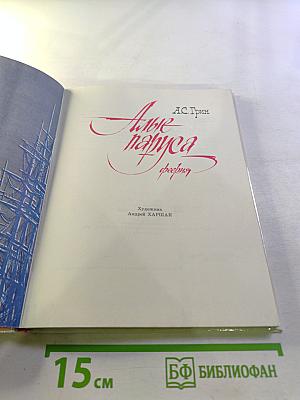 А.С. Грин
Алые
паруса
феерия
Художник
Андрей ХАРШАК
15 см
БФ БИБЛИОФАН